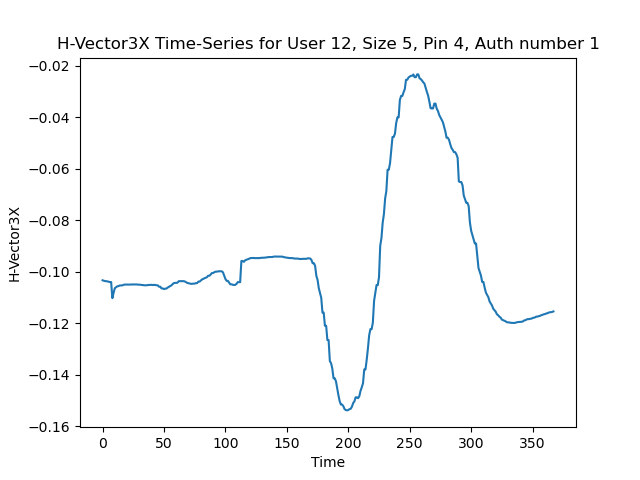 H-Vector3X Time-Series for User 12, Size 5, Pin 4, Auth number 1
H-Vector3X
−0.02
−0.04
−0.06
−0.08
−0.10
−0.12
−0.14
−0.16
0 50 100 150 200 250 300 350
Time